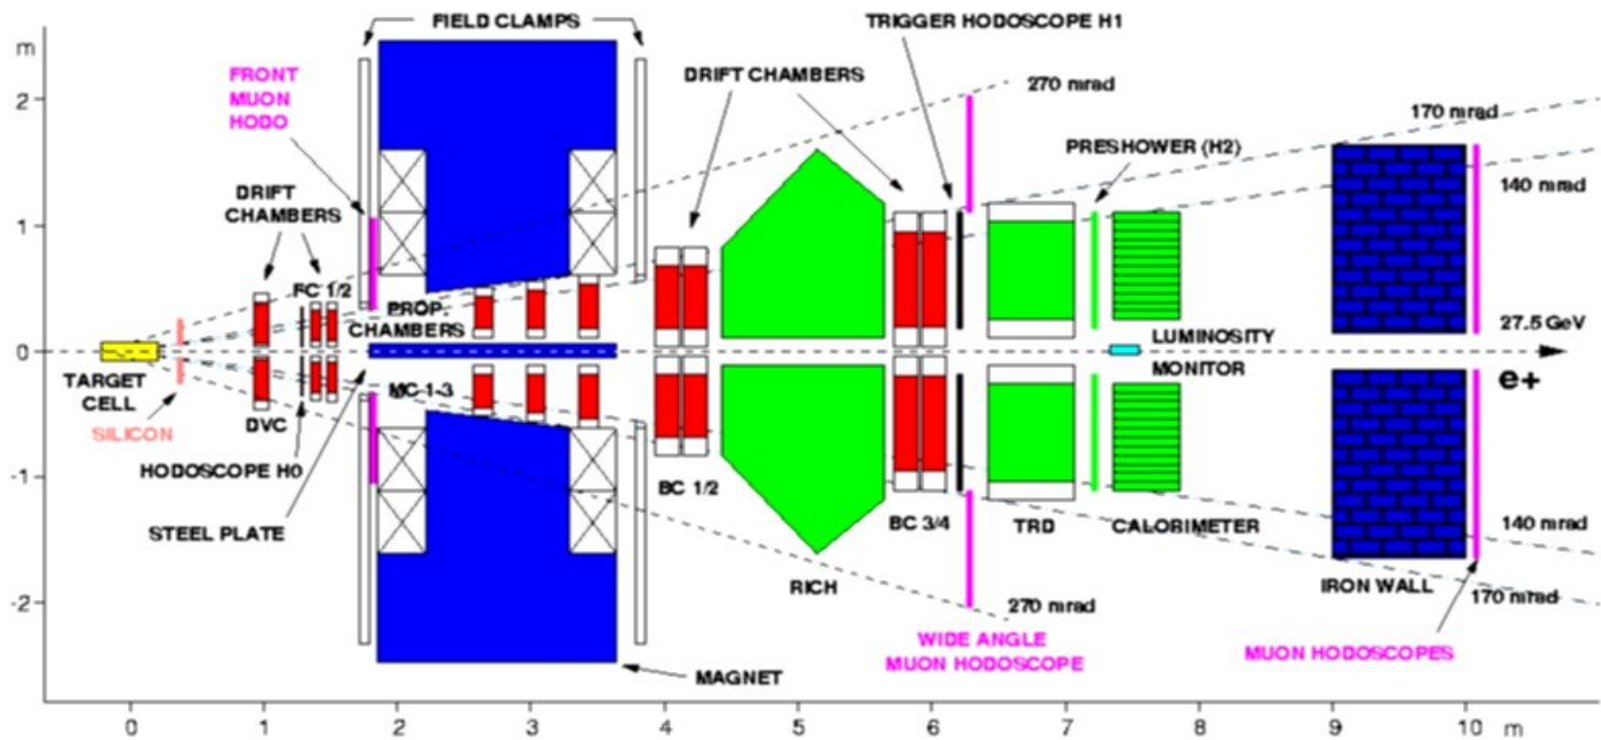 FIELD CLAMPS
TRIGGER HODOSCOPE H1
m
FRONT
MUON
HODO
DRIFT CHAMBERS
270 mrad
2
170 mrad
PRESHOWER (H2)
140 mrad
DRIFT
CHAMBERS
1
FC 1/2
PROP.
CHAMBERS
27.5 GeV
LUMINOSITY
MONITOR
0
e+
TARGET
CELL
MC 1-3
SILICON
DVC
HODOSCOPE H0
-1
BC 1/2
STEEL PLATE
BC 3/4
TRD
CALORIMETER
140 mrad
RICH
IRON WALL
170 mrad
-2
270 mrad
WIDE ANGLE
MUON HODOSCOPE
MUON HODOSCOPES
MAGNET
0 1 2 3 4 5 6 7 8 9 10 m